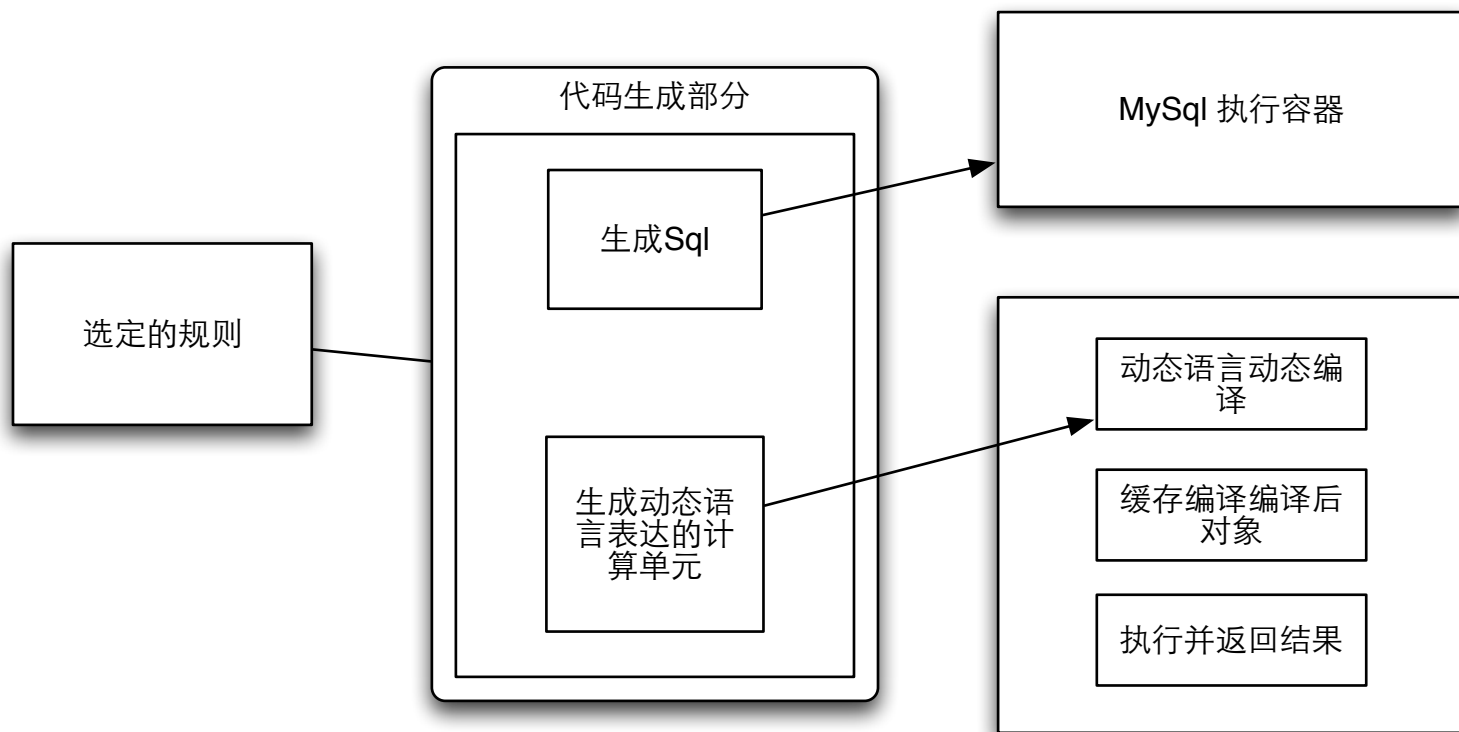 代码生成部分
MySql 执行容器
生成Sql
选定的规则
动态语言动态编
译
生成动态语
言表达的计
算单元
缓存编译编译后
对象
执行并返回结果